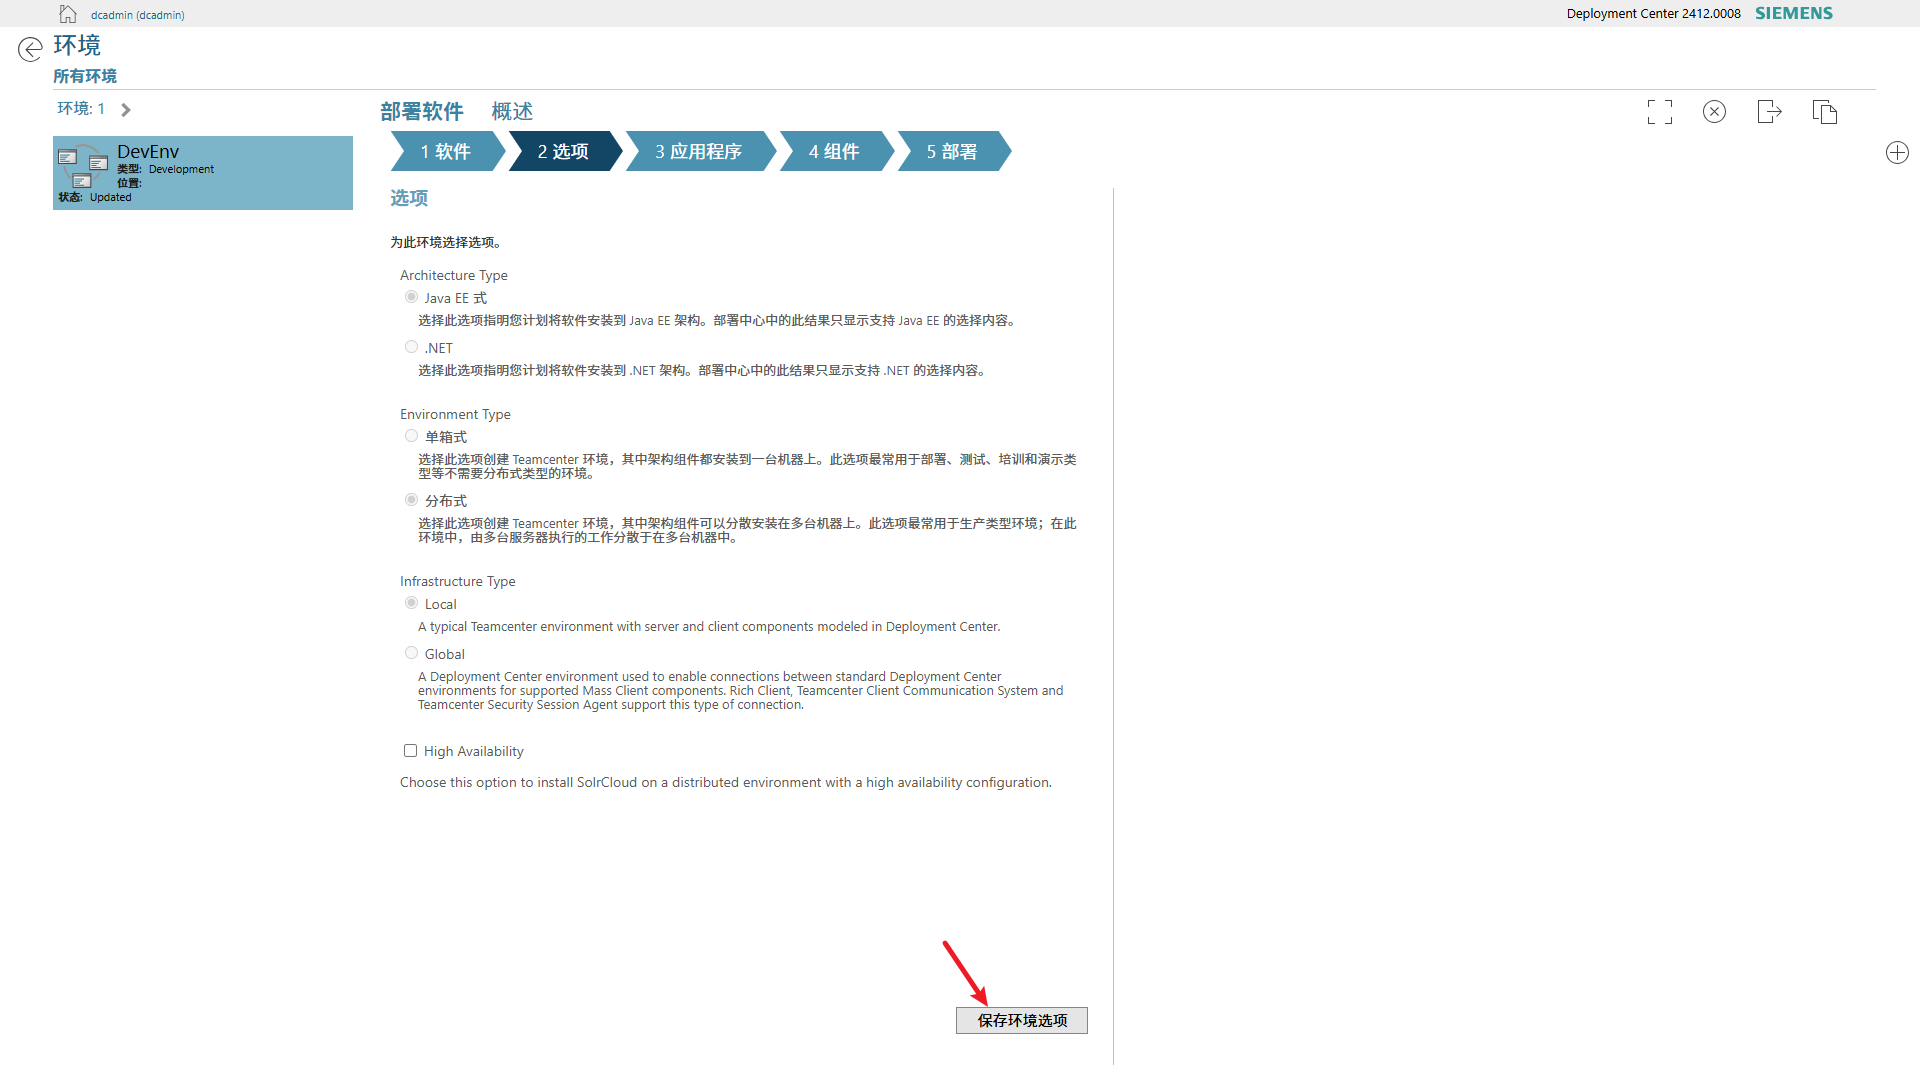 dcadmin (dcadmin)
Deployment Center 2412.0008
SIEMENS
环境
所有环境
环境: 1
部署软件
概述
DevEnv
类型: Development
位置:
状态: Updated
1 软件
2 选项
3 应用程序
4 组件
5 部署
选项
为此环境选择选项。
Architecture Type
Java EE 式
选择此选项指明您计划将软件安装到 Java EE 架构。部署中心中的此结果只显示支持 Java EE 的选择内容。
.NET
选择此选项指明您计划将软件安装到 .NET 架构。部署中心中的此结果只显示支持 .NET 的选择内容。
Environment Type
单箱式
选择此选项创建 Teamcenter 环境，其中架构组件都安装到一台机器上。此选项最常用于部署、测试、培训和演示类
型等不需要分布式类型的环境。
分布式
选择此选项创建 Teamcenter 环境，其中架构组件可以分散安装在多台机器上。此选项最常用于生产类型环境；在此
环境中，由多台服务器执行的工作分散于在多台机器中。
Infrastructure Type
Local
A typical Teamcenter environment with server and client components modeled in Deployment Center.
Global
A Deployment Center environment used to enable connections between standard Deployment Center
environments for supported Mass Client components. Rich Client, Teamcenter Client Communication System and
Teamcenter Security Session Agent support this type of connection.
High Availability
Choose this option to install SolrCloud on a distributed environment with a high availability configuration.
保存环境选项